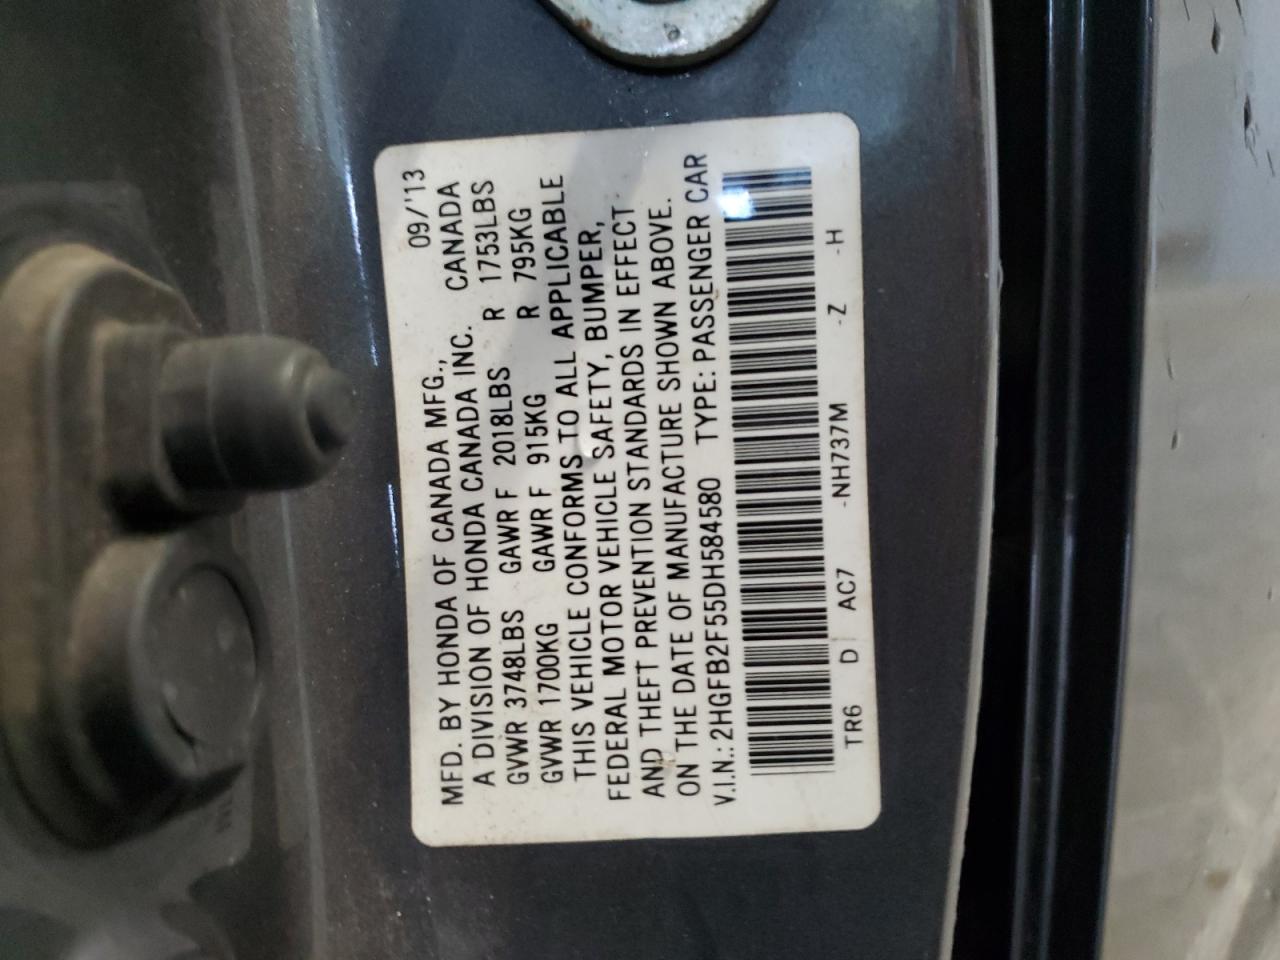 09/'13
MFD. BY HONDA OF CANADA MFG.,
A DIVISION OF HONDA CANADA INC. CANADA
GVWR 3748LBS GAWR F 2018LBS R 1753LBS
GVWR 1700KG GAWR F 915KG R 795KG
THIS VEHICLE CONFORMS TO ALL APPLICABLE
FEDERAL MOTOR VEHICLE SAFETY, BUMPER,
AND THEFT PREVENTION STANDARDS IN EFFECT
ON THE DATE OF MANUFACTURE SHOWN ABOVE.
V.I.N.: 2HGFB2F55DH584580 TYPE: PASSENGER CAR
TR6 D AC7 -NH737M -Z -H